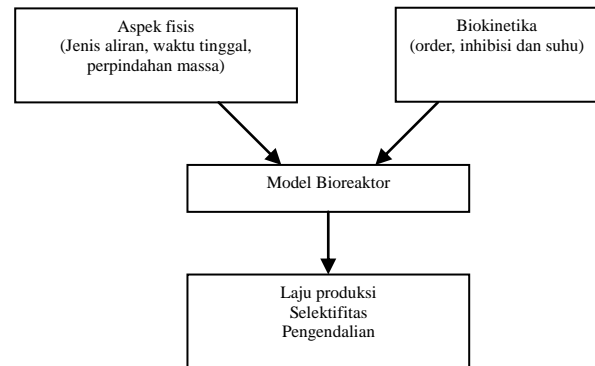 Aspek fisis
(Jenis aliran, waktu tinggal,
perpindahan massa)
Biokinetika
(order, inhibisi dan suhu)
Model Bioreaktor
Laju produksi
Selektifitas
Pengendalian